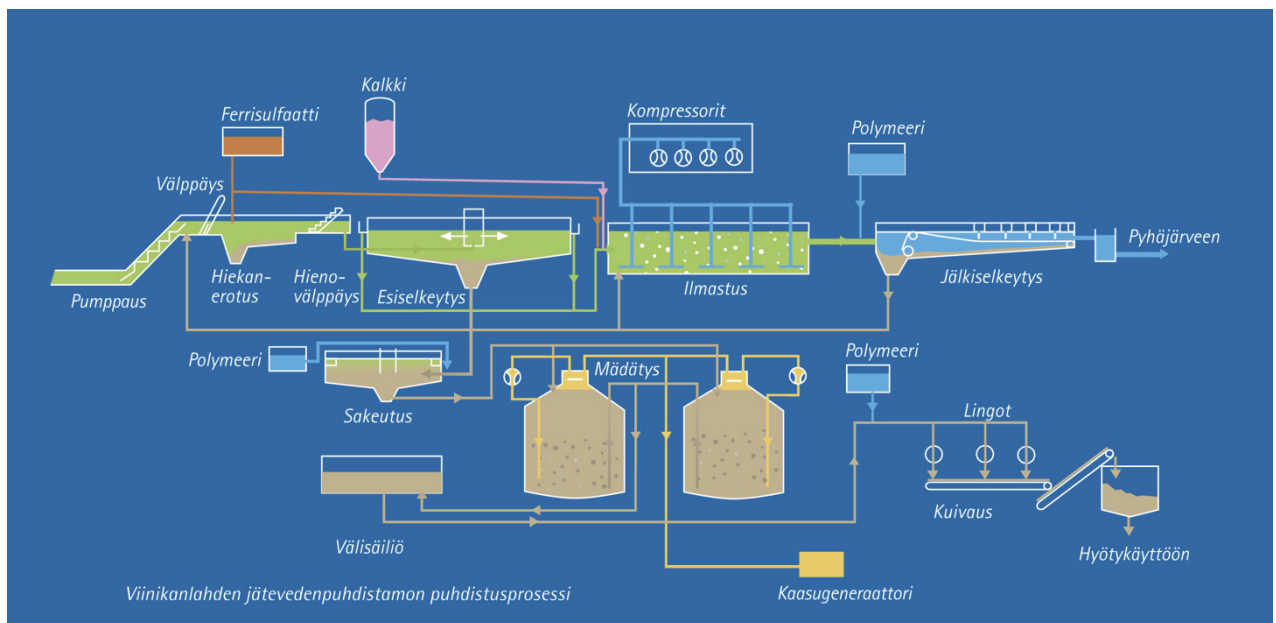 Kalkki
Ferrisulfaatti
Kompressorit
Polymeeri
Välppäys
Pyhäjärveen
Pumppaus
Hiekan-
erotus
Hieno-
välppäys
Esiselkeytys
Ilmastus
Jälkiselkeytys
Polymeeri
Mädätys
Polymeeri
Sakeutus
Lingot
Välisäiliö
Kuivaus
Hyötykäyttöön
Viinikanlahden jätevedenpuhdistamon puhdistusprosessi
Kaasugeneraattori